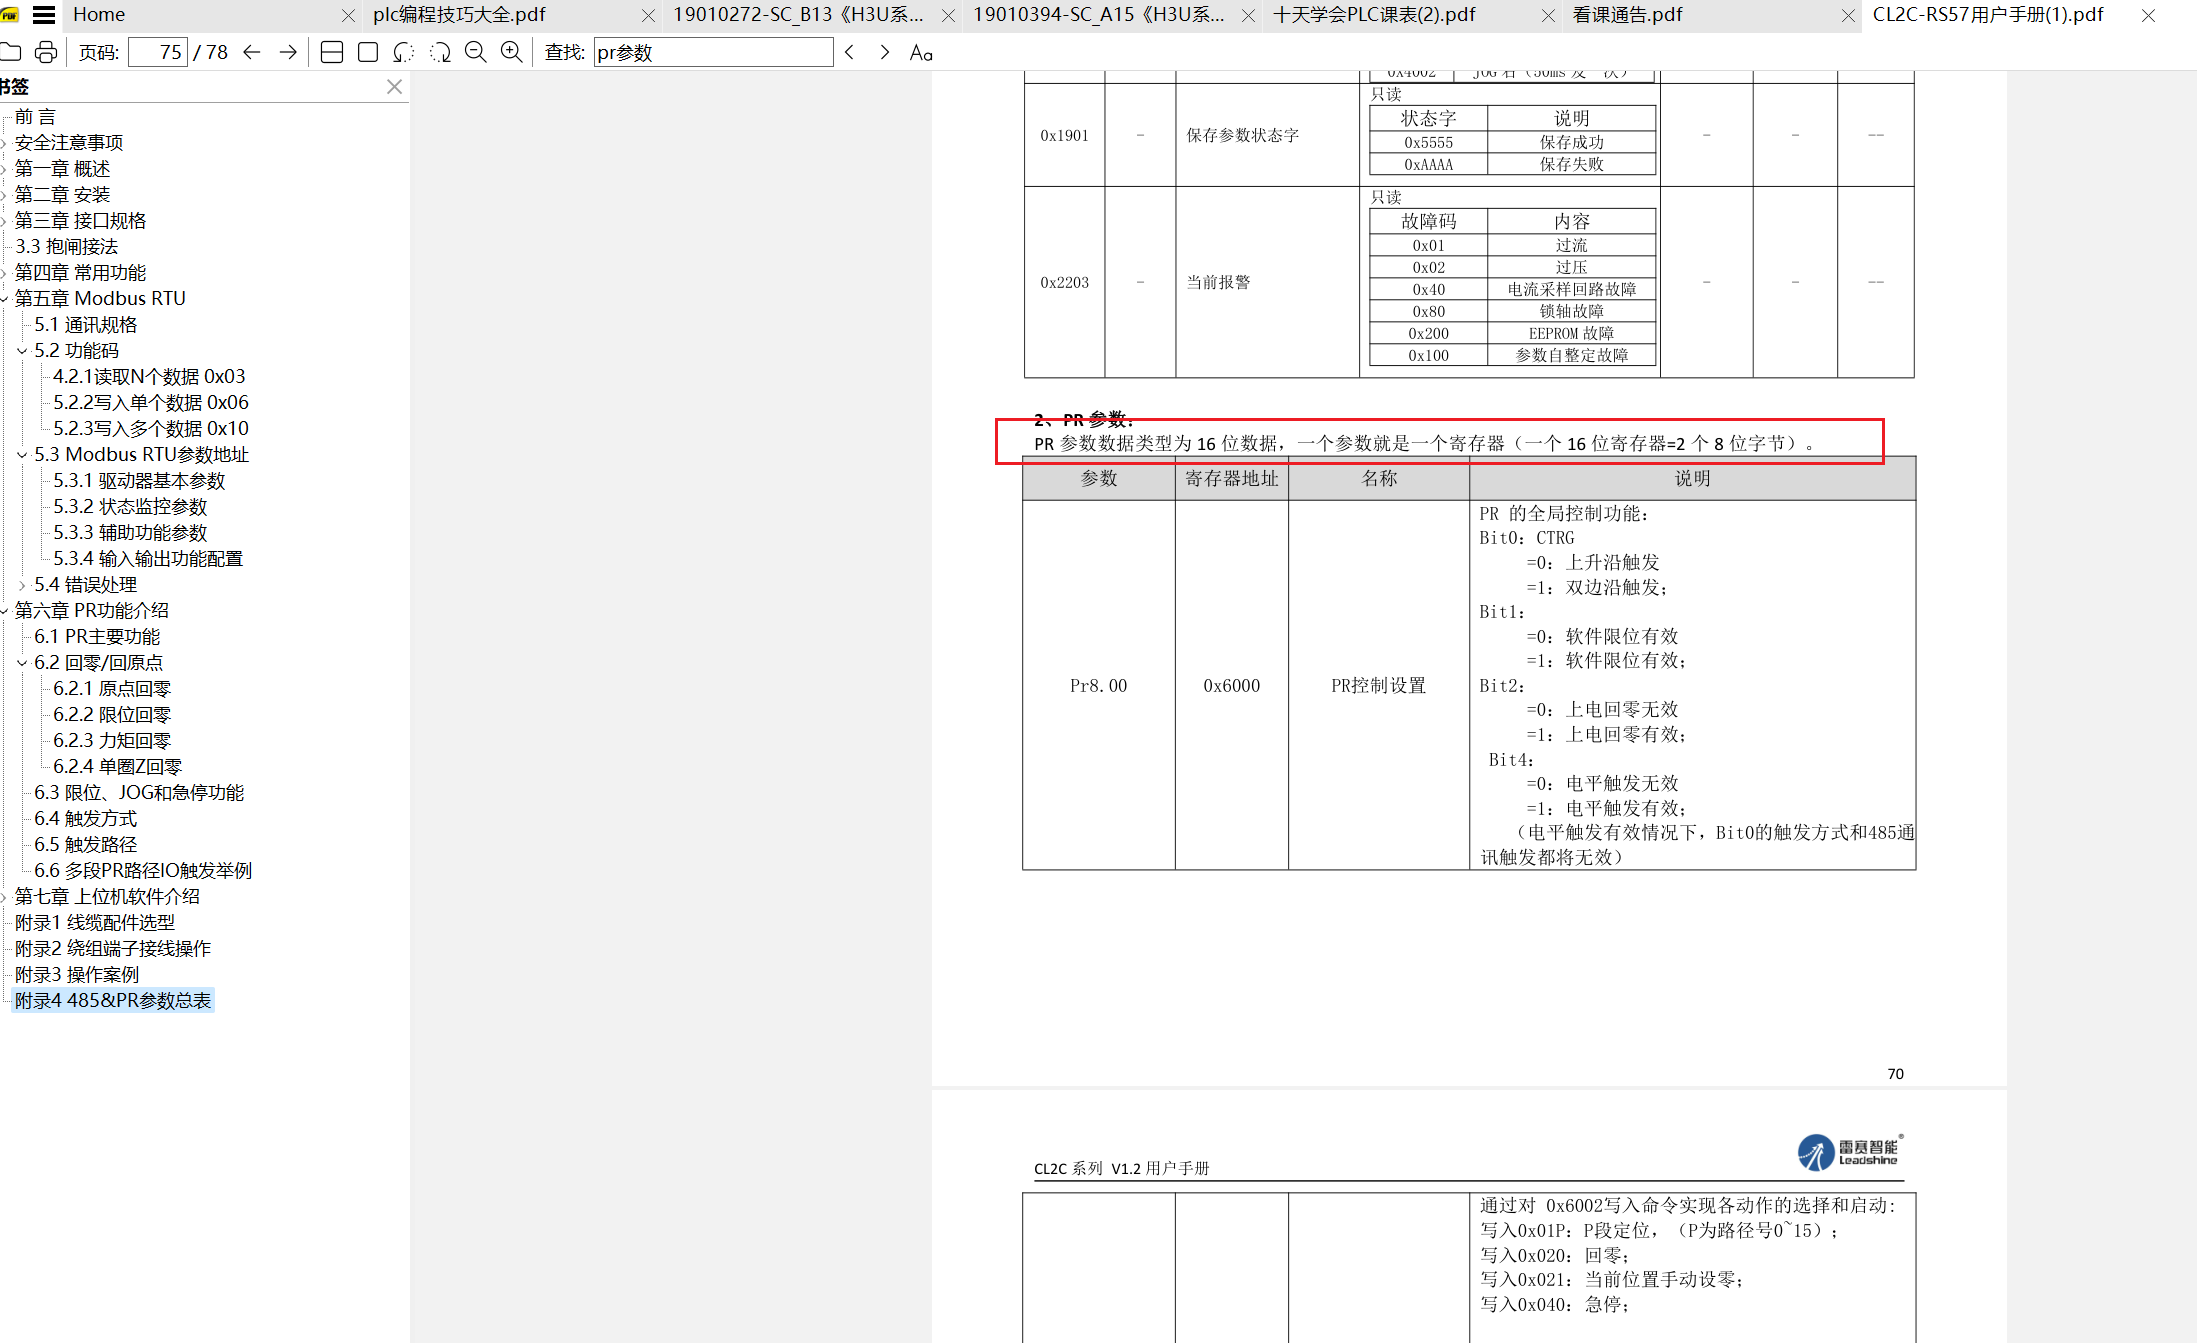 Home
plc编程技巧大全.pdf
19010272-SC_B13《H3U系...
19010394-SC_A15《H3U系...
十天学会PLC课表(2).pdf
看课通告.pdf
CL2C-RS57用户手册(1).pdf
页码: 75 / 78
查找: pr参数
书签
前 言
安全注意事项
第一章 概述
第二章 安装
第三章 接口规格
3.3 抱闸接法
第四章 常用功能
第五章 Modbus RTU
5.1 通讯规格
5.2 功能码
4.2.1读取N个数据 0x03
5.2.2写入单个数据 0x06
5.2.3写入多个数据 0x10
5.3 Modbus RTU参数地址
5.3.1 驱动器基本参数
5.3.2 状态监控参数
5.3.3 辅助功能参数
5.3.4 输入输出功能配置
5.4 错误处理
第六章 PR功能介绍
6.1 PR主要功能
6.2 回零/回原点
6.2.1 原点回零
6.2.2 限位回零
6.2.3 力矩回零
6.2.4 单圈Z回零
6.3 限位、JOG和急停功能
6.4 触发方式
6.5 触发路径
6.6 多段PR路径IO触发举例
第七章 上位机软件介绍
附录1 线缆配件选型
附录2 绕组端子接线操作
附录3 操作案例
附录4 485&PR参数总表
0x4002 JOG 右（50ms 发一次）
0x1901 - 保存参数状态字 只读 - - --
状态字 说明
0x5555 保存成功
0xAAAA 保存失败
0x2203 - 当前报警 只读 - - --
故障码 内容
0x01 过流
0x02 过压
0x40 电流采样回路故障
0x80 锁轴故障
0x200 EEPROM 故障
0x100 参数自整定故障
2、PR 参数：
PR 参数数据类型为 16 位数据，一个参数就是一个寄存器（一个 16 位寄存器=2 个 8 位字节）。
参数 寄存器地址 名称 说明
Pr8.00 0x6000 PR控制设置
PR 的全局控制功能：
Bit0：CTRG
=0：上升沿触发
=1：双边沿触发；
Bit1：
=0：软件限位有效
=1：软件限位有效；
Bit2：
=0：上电回零无效
=1：上电回零有效；
Bit4：
=0：电平触发无效
=1：电平触发有效；
（电平触发有效情况下，Bit0的触发方式和485通
讯触发都将无效）
70
CL2C 系列 V1.2 用户手册
雷赛智能®
Leadshine
通过对 0x6002写入命令实现各动作的选择和启动：
写入0x01P：P段定位，（P为路径号0~15）；
写入0x020：回零；
写入0x021：当前位置手动设零；
写入0x040：急停；